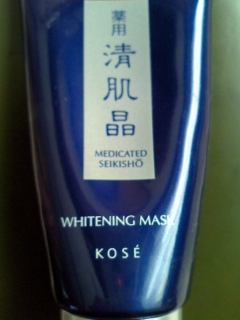 薬用
清肌晶
MEDICATED
SEIKISHŌ
WHITENING MASK
KOSÉ